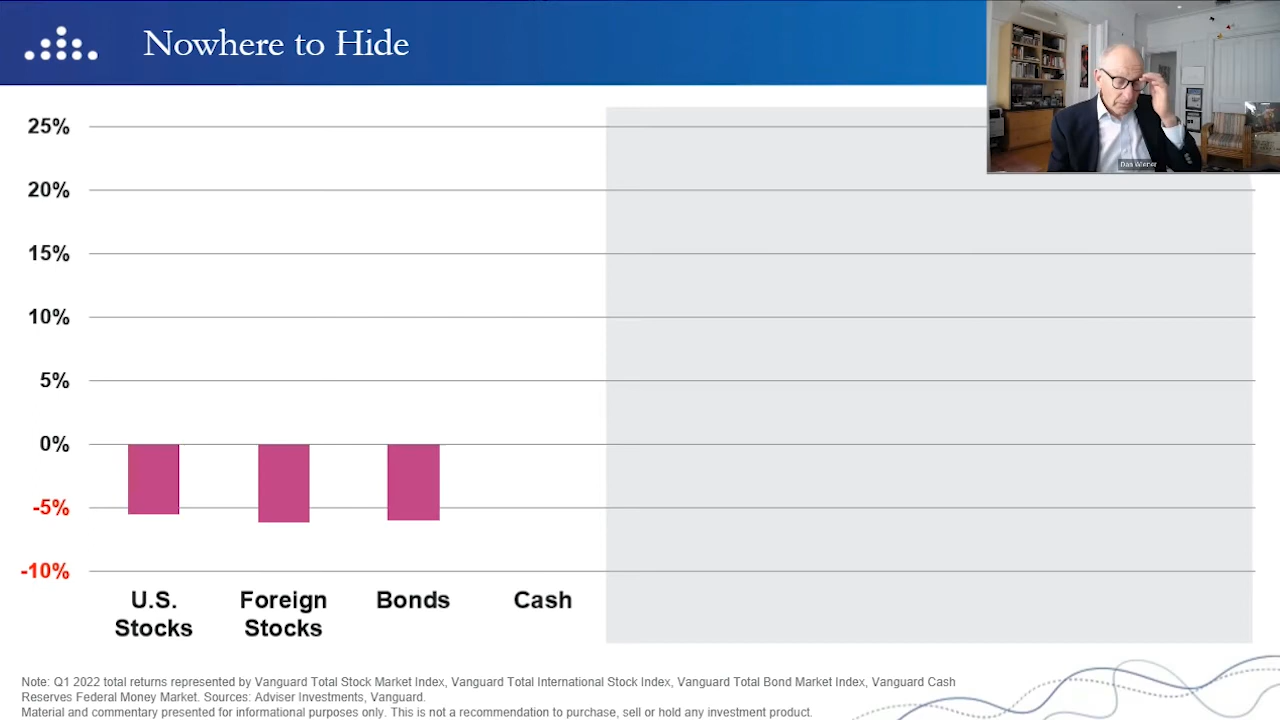 Nowhere to Hide
Dan Wiener
25%
20%
15%
10%
5%
0%
-5%
-10%
U.S.
Stocks
Foreign
Stocks
Bonds
Cash
Note: Q1 2022 total returns represented by Vanguard Total Stock Market Index, Vanguard Total International Stock Index, Vanguard Total Bond Market Index, Vanguard Cash
Reserves Federal Money Market. Sources: Adviser Investments, Vanguard.
Material and commentary presented for informational purposes only. This is not a recommendation to purchase, sell or hold any investment product.